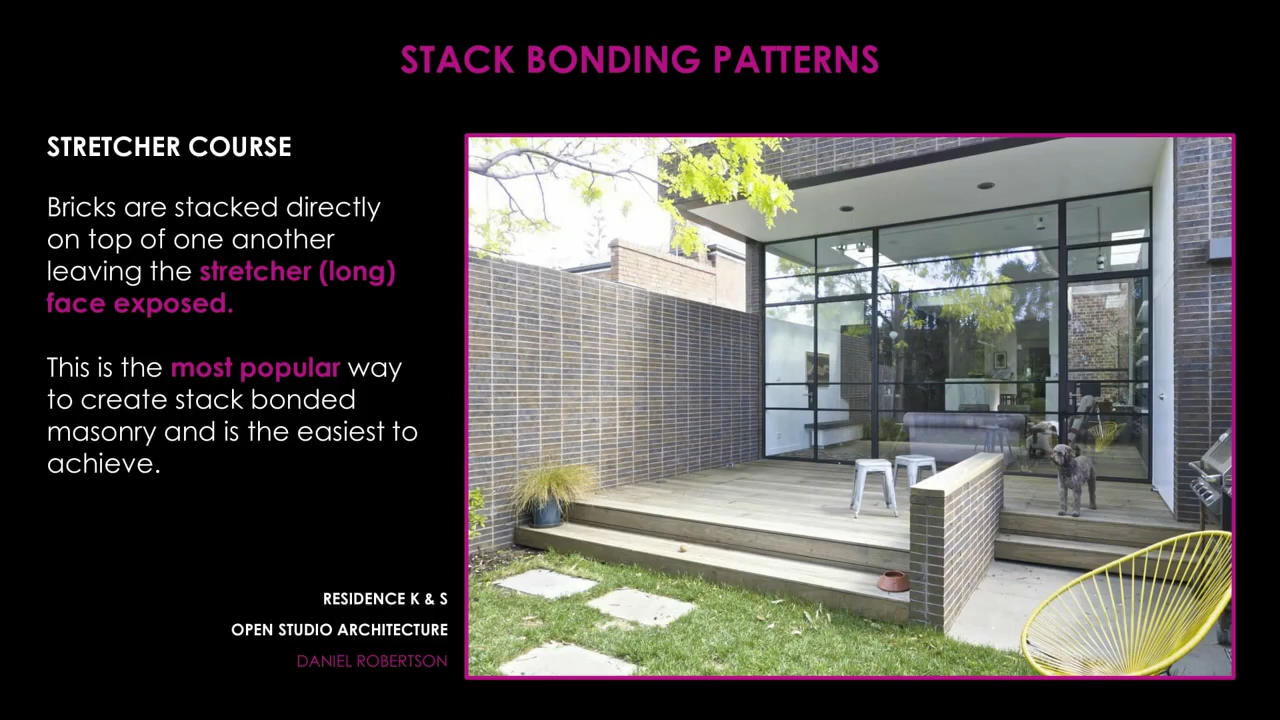 STACK BONDING PATTERNS
STRETCHER COURSE
Bricks are stacked directly
on top of one another
leaving the stretcher (long)
face exposed.
This is the most popular way
to create stack bonded
masonry and is the easiest to
achieve.
RESIDENCE K & S
OPEN STUDIO ARCHITECTURE
DANIEL ROBERTSON